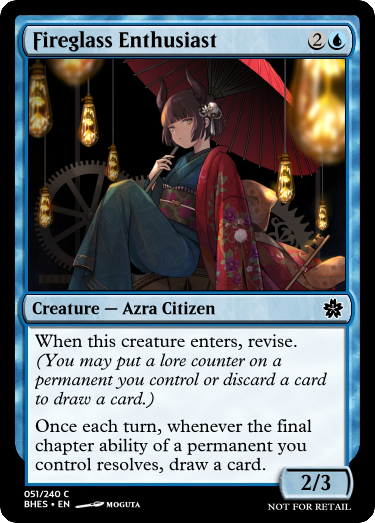 Fireglass Enthusiast 2
Creature — Azra Citizen
When this creature enters, revise.
(You may put a lore counter on a
permanent you control or discard a card
to draw a card.)
Once each turn, whenever the final
chapter ability of a permanent you
control resolves, draw a card.
2/3
051/240 C
BHES • EN MOGUTA
NOT FOR RETAIL